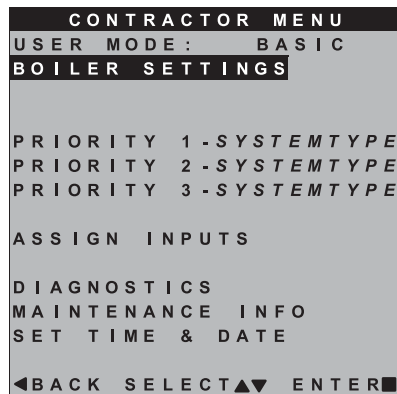 CONTRACTOR MENU
USER MODE: BASIC
BOILER SETTINGS
PRIORITY 1-SYSTEMTYPE
PRIORITY 2-SYSTEMTYPE
PRIORITY 3-SYSTEMTYPE
ASSIGN INPUTS
DIAGNOSTICS
MAINTENANCE INFO
SET TIME & DATE
◀BACK SELECT▲▼ ENTER■